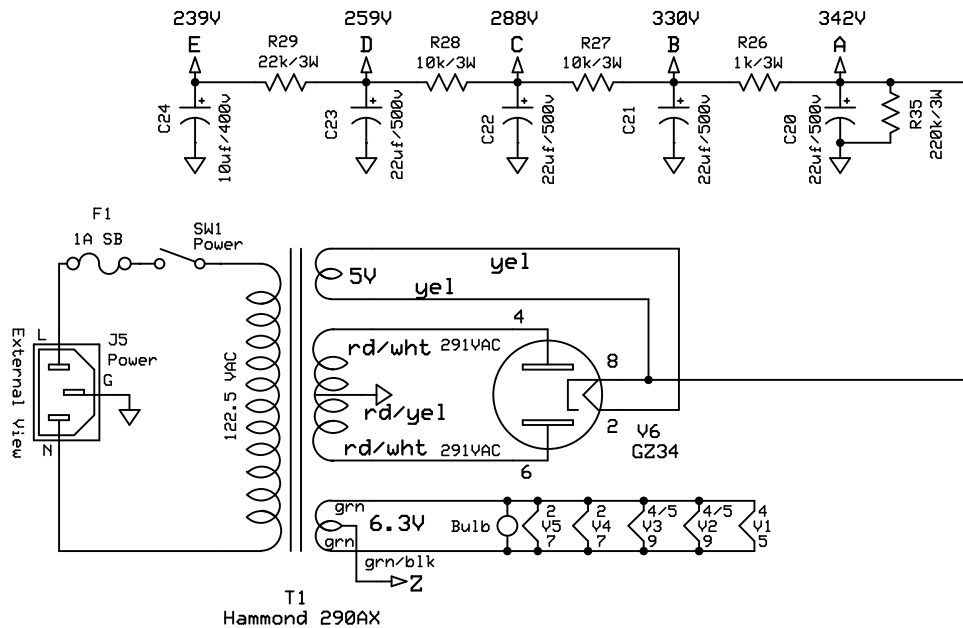 239V 259V 288V 330V 342V
E D C B A
R29 R28 R27 R26
22k/3W 10k/3W 10k/3W 1k/3W
C24
10uf/400v
C23
22uf/500v
C22
22uf/500v
C21
22uf/500v
C20
22uf/500v
R35
220k/3W
F1
1A SB
SW1
Power
yel
5V
yel
4
rd/wht 291VAC
8
L
J5
Power
G
External View
122.5 VAC
rd/yel
2
V6
GZ34
N
rd/wht 291VAC
6
grn
6.3V
grn
Bulb
2 2 4/5 4/5 4
V5 V4 V3 V2 V1
7 7 9 9 5
grn/blk
Z
T1
Hammond 290AX